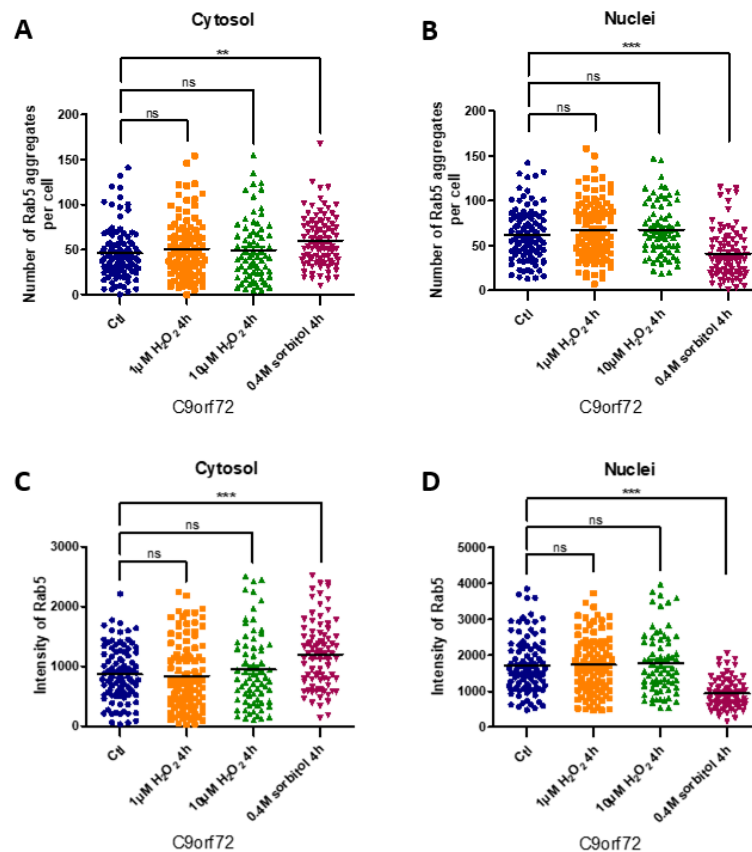 A
Cytosol
**
ns
ns
Number of Rab5 aggregates
per cell
200
150
100
50
0
Ctl
1µM H₂O₂ 4h
10µM H₂O₂ 4h
0.4M sorbitol 4h
C9orf72
B
Nuclei
***
ns
ns
Number of Rab5 aggregates
per cell
200
150
100
50
0
Ctl
1µM H₂O₂ 4h
10µM H₂O₂ 4h
0.4M sorbitol 4h
C9orf72
C
Cytosol
***
ns
ns
Intensity of Rab5
3000
2000
1000
0
Ctl
1µM H₂O₂ 4h
10µM H₂O₂ 4h
0.4M sorbitol 4h
C9orf72
D
Nuclei
***
ns
ns
Intensity of Rab5
5000
4000
3000
2000
1000
0
Ctl
1µM H₂O₂ 4h
10µM H₂O₂ 4h
0.4M sorbitol 4h
C9orf72